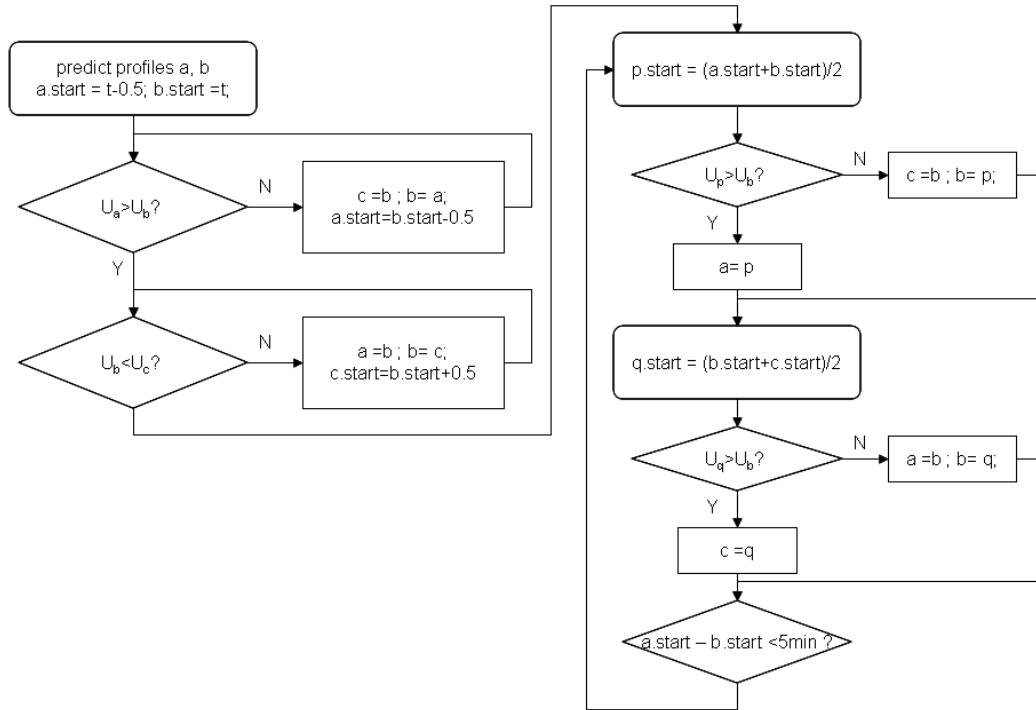 predict profiles a, b
a.start = t-0.5; b.start =t;
Ua>Ub?
N
c =b ; b= a;
a.start=b.start-0.5
Y
Ub<Uc?
N
a =b ; b= c;
c.start=b.start+0.5
p.start = (a.start+b.start)/2
Up>Ub?
N
c =b ; b= p;
Y
a= p
q.start = (b.start+c.start)/2
Uq>Ub?
N
a =b ; b= q;
Y
c =q
a.start – b.start <5min ?